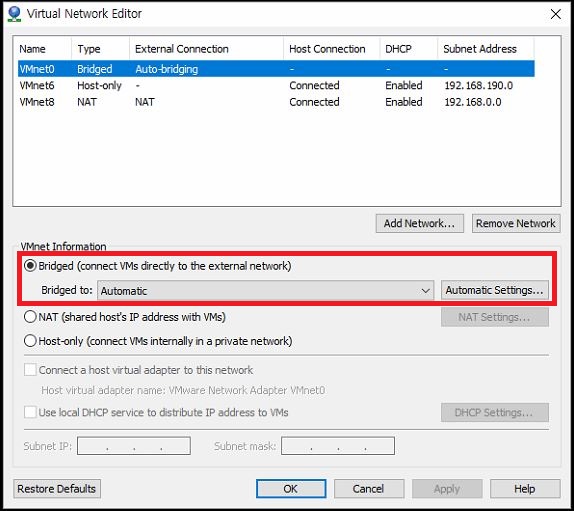 Virtual Network Editor
Name Type External Connection Host Connection DHCP Subnet Address
VMnet0 Bridged Auto-bridging - - -
VMnet6 Host-only - Connected Enabled 192.168.190.0
VMnet8 NAT NAT Connected Enabled 192.168.0.0
Add Network... Remove Network
VMnet Information
Bridged (connect VMs directly to the external network)
Bridged to: Automatic Automatic Settings...
NAT (shared host's IP address with VMs) NAT Settings...
Host-only (connect VMs internally in a private network)
Connect a host virtual adapter to this network
Host virtual adapter name: VMware Network Adapter VMnet0
Use local DHCP service to distribute IP address to VMs DHCP Settings...
Subnet IP: . . . Subnet mask: . . .
Restore Defaults OK Cancel Apply Help